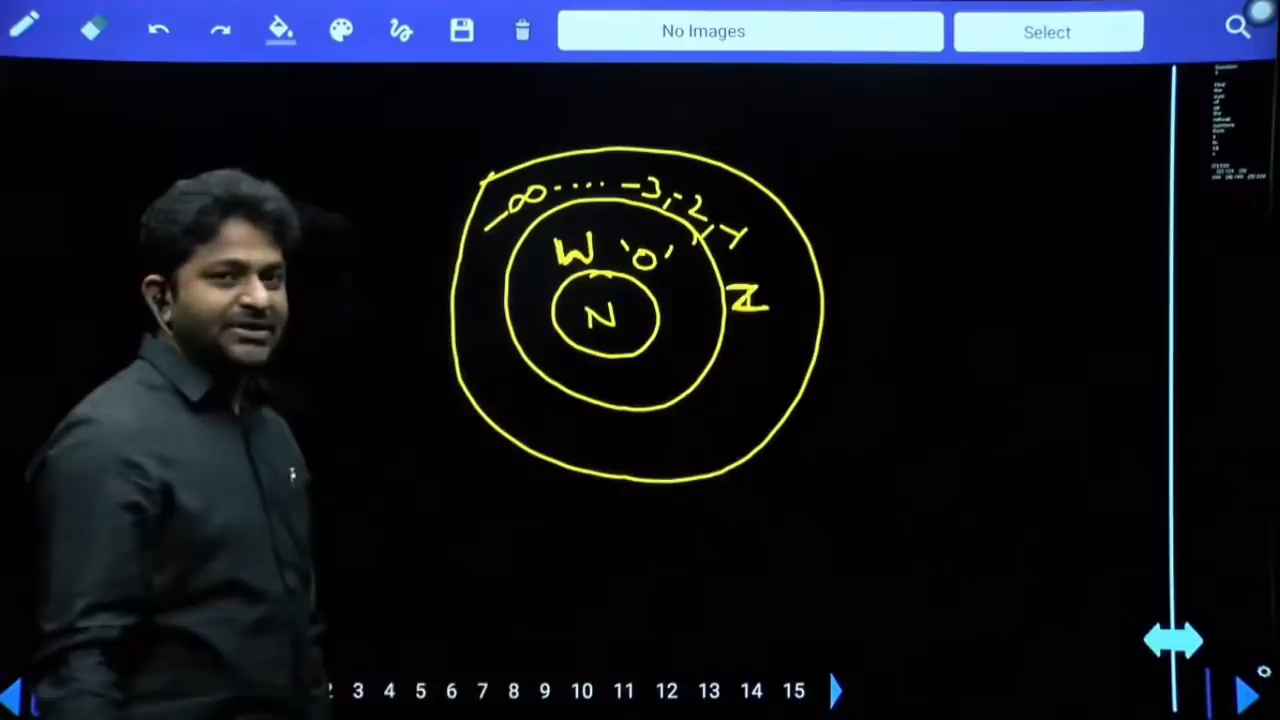 No Images Select
-∞ .... -3, -2, -1
W '0'
Z
N
2 3 4 5 6 7 8 9 10 11 12 13 14 15